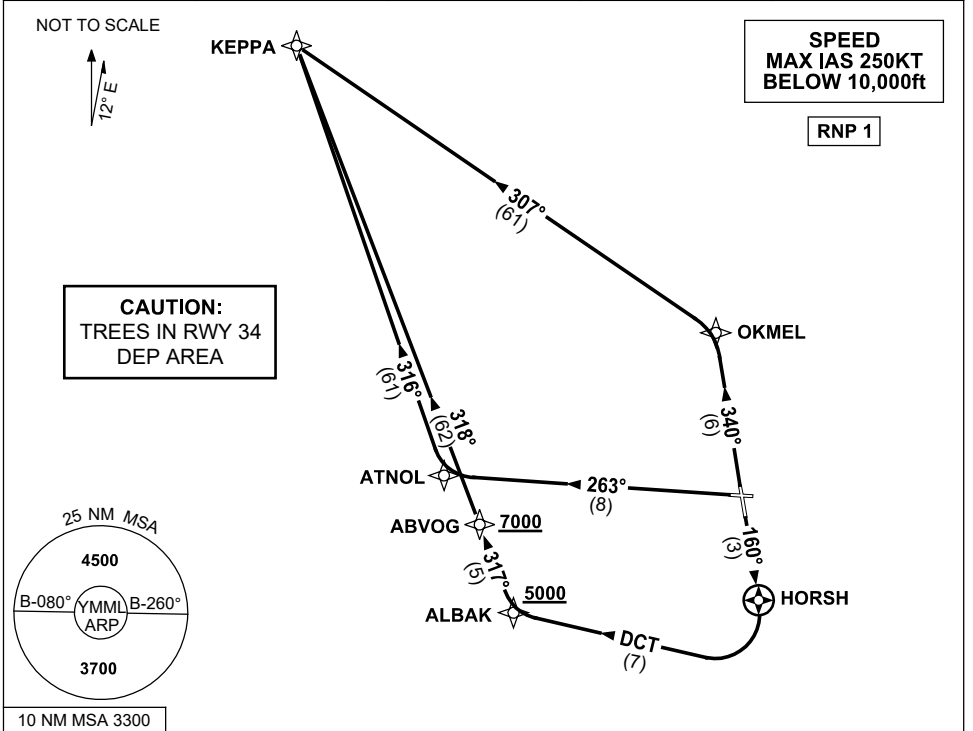 NOT TO SCALE
12° E
KEPPA
SPEED
MAX IAS 250KT
BELOW 10,000ft
RNP 1
307°
(61)
CAUTION:
TREES IN RWY 34
DEP AREA
OKMEL
316°
(61)
318°
(62)
340°
(6)
ATNOL
263°
(8)
ABVOG
7000
160°
(3)
317°
(5)
HORSH
5000
ALBAK
DCT
(7)
25 NM MSA
4500
B-080°
YMML
ARP
B-260°
3700
10 NM MSA 3300